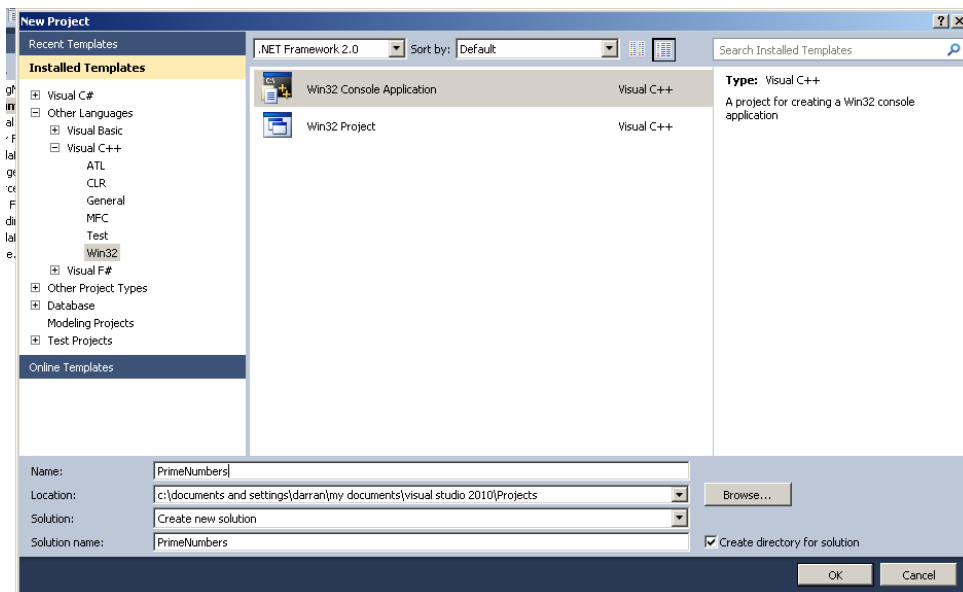 New Project
Recent Templates
Installed Templates
Visual C#
Other Languages
Visual Basic
Visual C++
ATL
CLR
General
MFC
Test
Win32
Visual F#
Other Project Types
Database
Modeling Projects
Test Projects
Online Templates
.NET Framework 2.0 Sort by: Default
Win32 Console Application Visual C++
Win32 Project Visual C++
Search Installed Templates
Type: Visual C++
A project for creating a Win32 console
application
Name: PrimeNumbers
Location: c:\documents and settings\darran\my documents\visual studio 2010\Projects Browse...
Solution: Create new solution
Solution name: PrimeNumbers Create directory for solution
OK Cancel